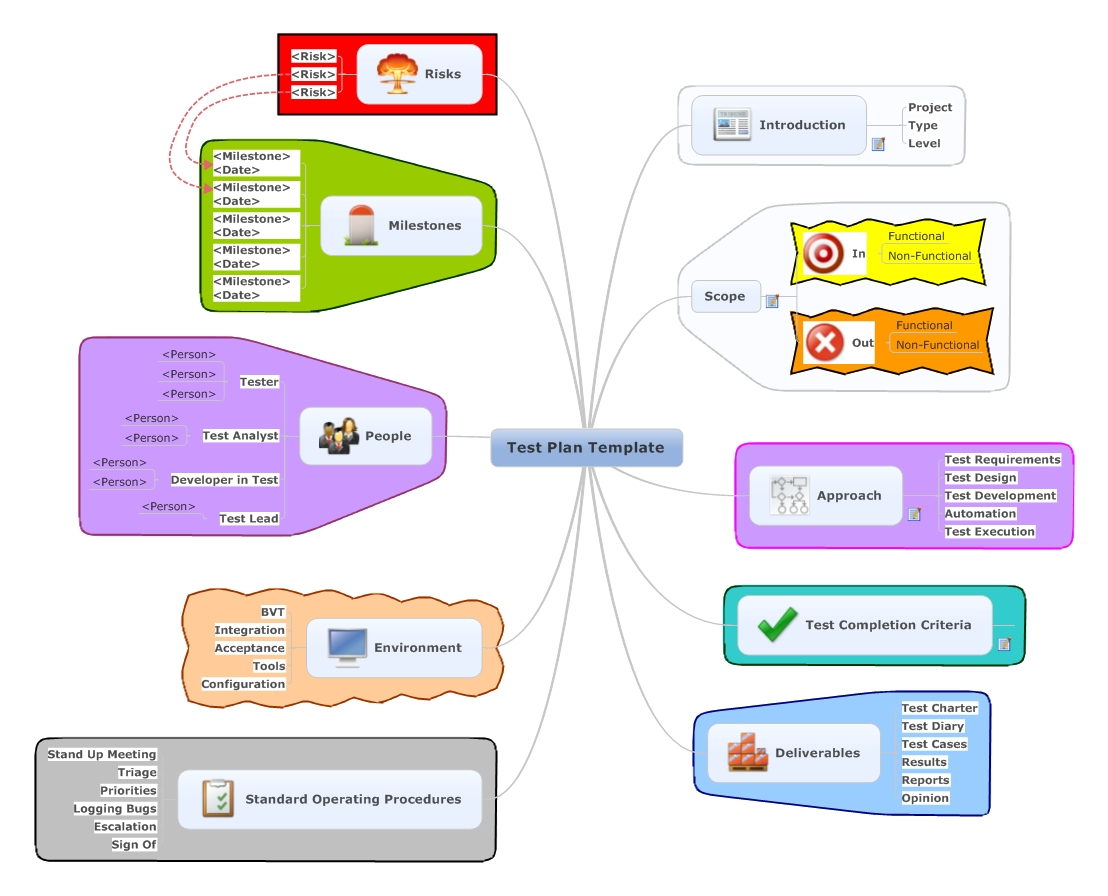 Test Plan Template
Introduction
Project
Type
Level
Scope
In
Functional
Non-Functional
Out
Functional
Non-Functional
Approach
Test Requirements
Test Design
Test Development
Automation
Test Execution
Test Completion Criteria
Deliverables
Test Charter
Test Diary
Test Cases
Results
Reports
Opinion
Risks
<Risk>
<Risk>
<Risk>
Milestones
<Milestone>
<Date>
<Milestone>
<Date>
<Milestone>
<Date>
<Milestone>
<Date>
<Milestone>
<Date>
People
Tester
<Person>
<Person>
<Person>
Test Analyst
<Person>
<Person>
Developer in Test
<Person>
<Person>
Test Lead
<Person>
Environment
BVT
Integration
Acceptance
Tools
Configuration
Standard Operating Procedures
Stand Up Meeting
Triage
Priorities
Logging Bugs
Escalation
Sign Of